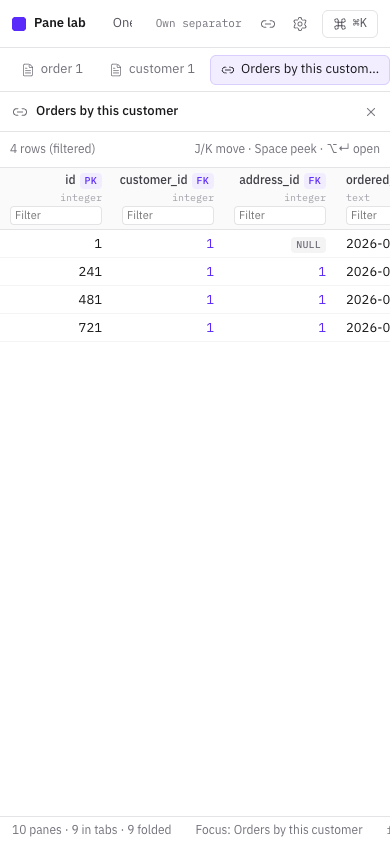 Pane lab One Own separator ⌘ ⌘K
order 1 customer 1 Orders by this custom...
Orders by this customer
4 rows (filtered) J/K move · Space peek · ⌥↵ open
id PK customer_id FK address_id FK ordered
integer integer integer text
Filter Filter Filter Filter
1 1 NULL 2026-0
241 1 1 2026-0
481 1 1 2026-0
721 1 1 2026-0
10 panes · 9 in tabs · 9 folded Focus: Orders by this customer